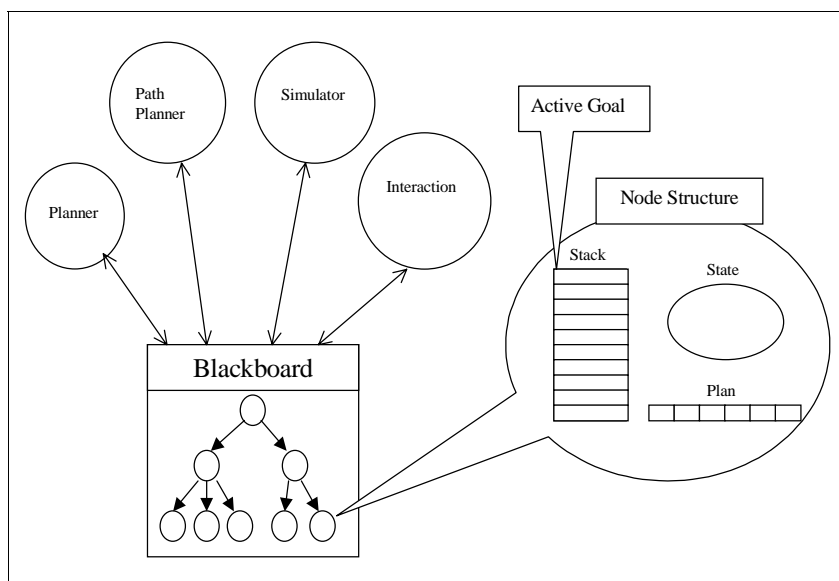 Path
Planner
Simulator
Active Goal
Planner
Interaction
Node Structure
Stack
State
Blackboard
Plan